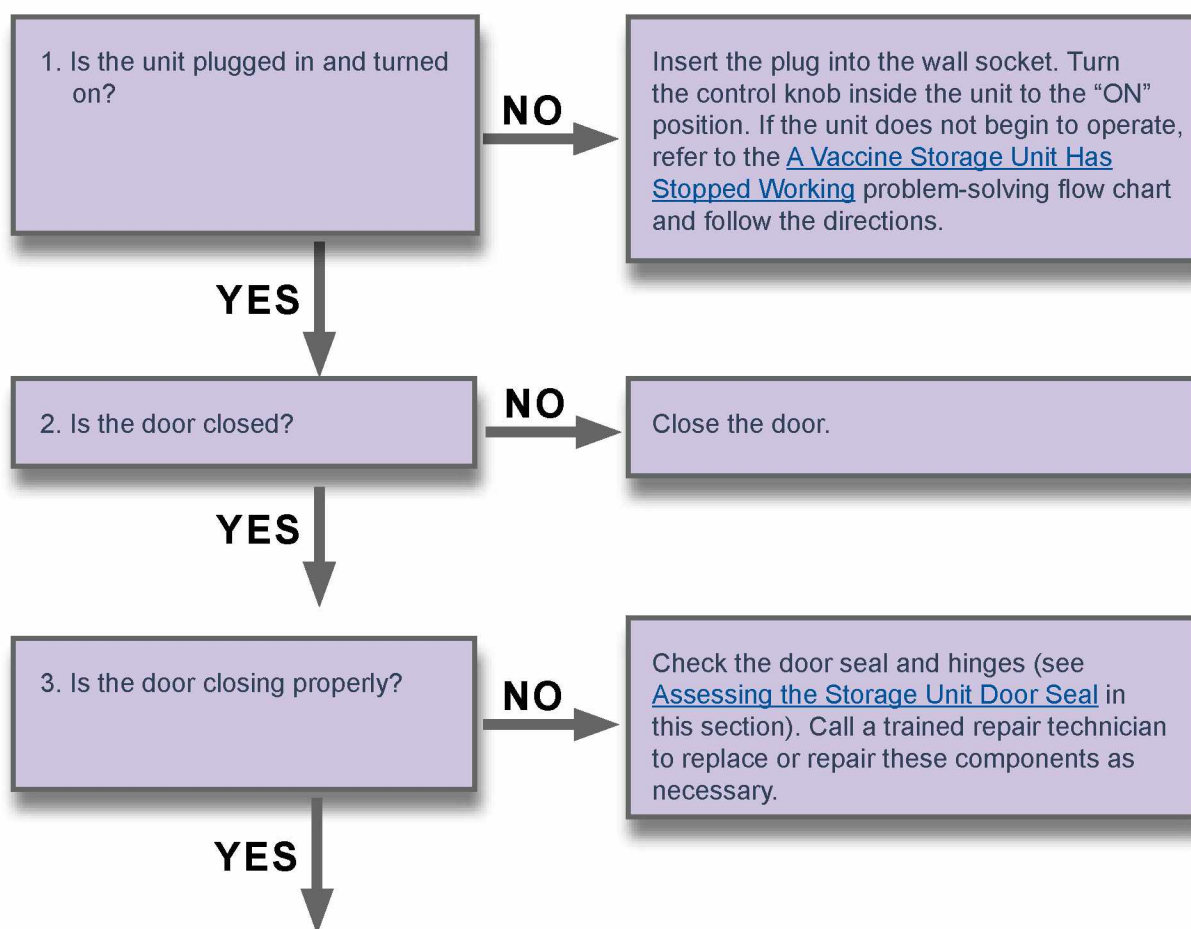 1. Is the unit plugged in and turned
on?
NO
Insert the plug into the wall socket. Turn
the control knob inside the unit to the “ON”
position. If the unit does not begin to operate,
refer to the A Vaccine Storage Unit Has
Stopped Working problem-solving flow chart
and follow the directions.
YES
2. Is the door closed?
NO
Close the door.
YES
3. Is the door closing properly?
NO
Check the door seal and hinges (see
Assessing the Storage Unit Door Seal in
this section). Call a trained repair technician
to replace or repair these components as
necessary.
YES